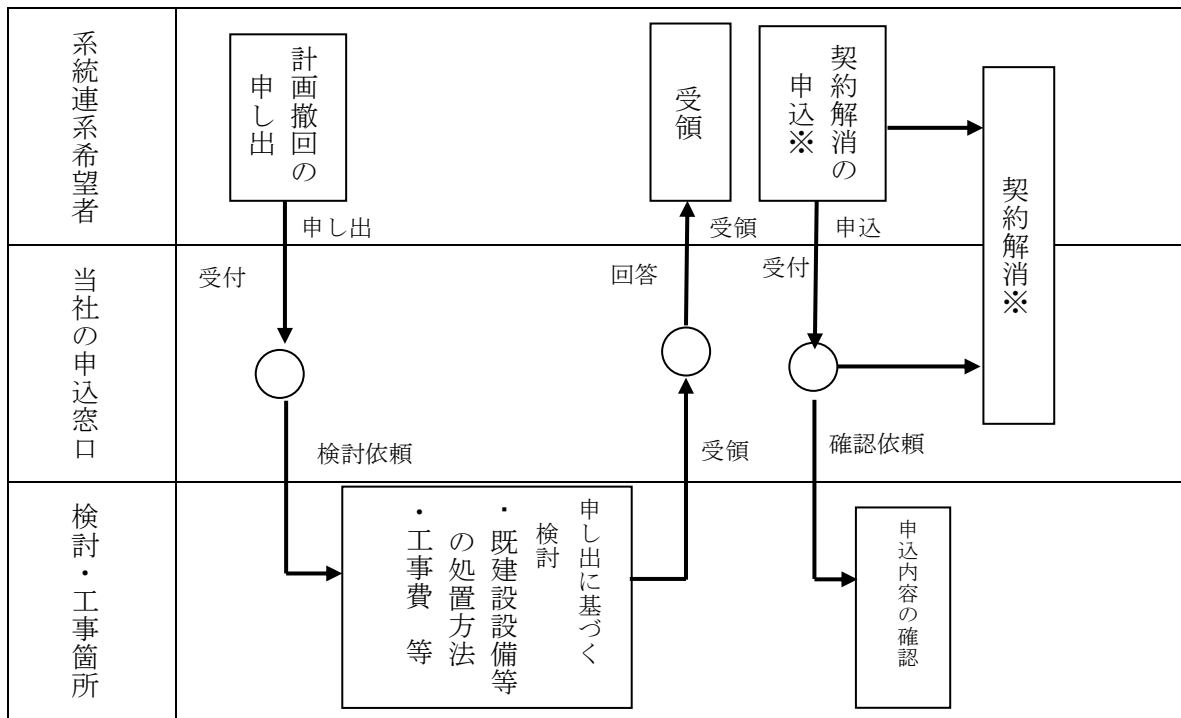 系統連系希望者
計画撤回の
申し出
受領
契約解消の
申込※
契約解消※
申し出
受領
申込
当社の申込窓口
受付
回答
受付
検討依頼
受領
確認依頼
検討・工事箇所
申し出に基づく
検討
・既建設設備等
の処置方法
・工事費　等
申込内容の確認